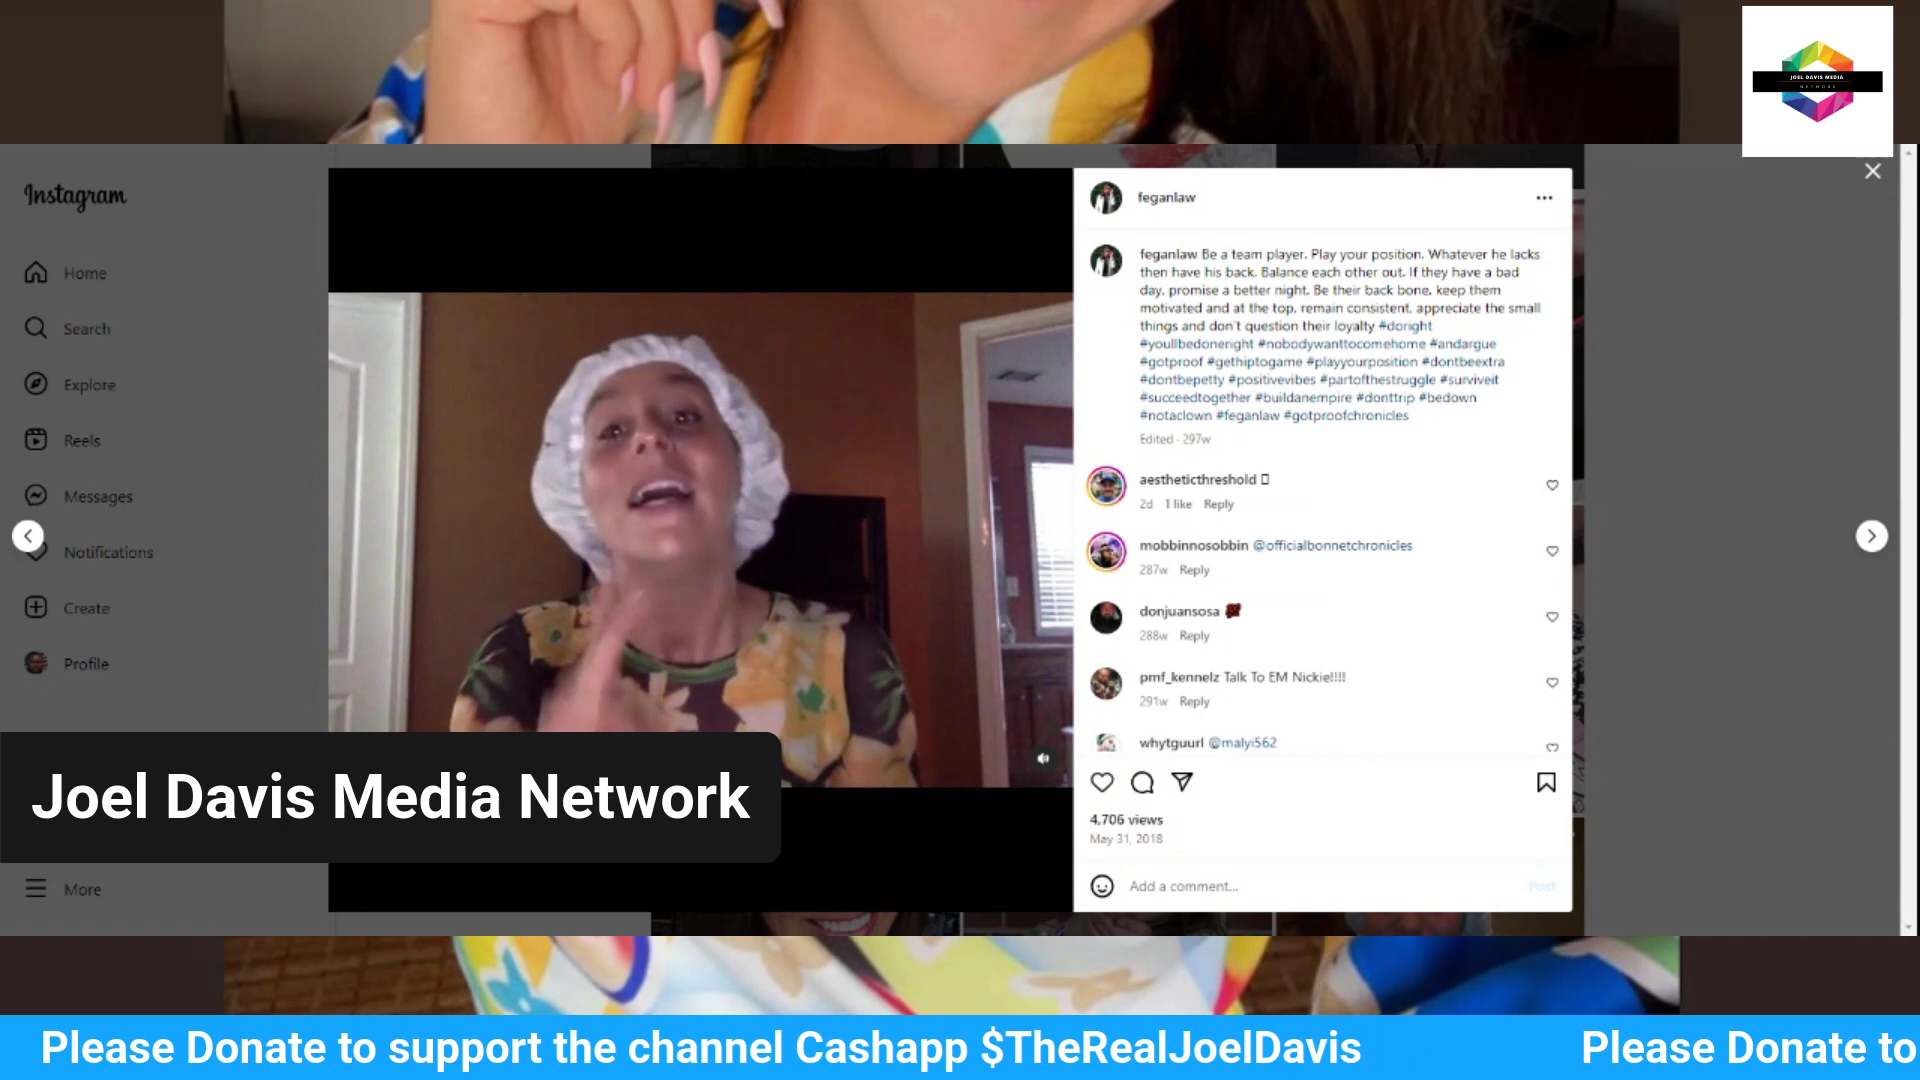 JOEL DAVIS MEDIA
NETWORK
Instagram
Home
Search
Explore
Reels
Messages
Notifications
Create
Profile
More
feganlaw
feganlaw Be a team player. Play your position. Whatever he lacks
then have his back. Balance each other out. If they have a bad
day, promise a better night. Be their back bone, keep them
motivated and at the top, remain consistent, appreciate the small
things and don't question their loyalty #doright
#youllbedoneright #nobodywanttocomehome #andargue
#gotproof #gethiptogame #playyourposition #dontbeextra
#dontbepetty #positivevibes #partofthestruggle #surviveit
#succeedtogether #buildanempire #donttrip #bedown
#notaclown #feganlaw #gotproofchronicles
Edited · 297w
aestheticthreshold
2d 1 like Reply
mobbinnosobbin @officialbonnetchronicles
287w Reply
donjuansosa 💯
288w Reply
pmf_kennelz Talk To EM Nickie!!!!
291w Reply
whytguurl @malyi562
4,706 views
May 31, 2018
Add a comment...
Post
Joel Davis Media Network
Please Donate to support the channel Cashapp $TheRealJoelDavis Please Donate to